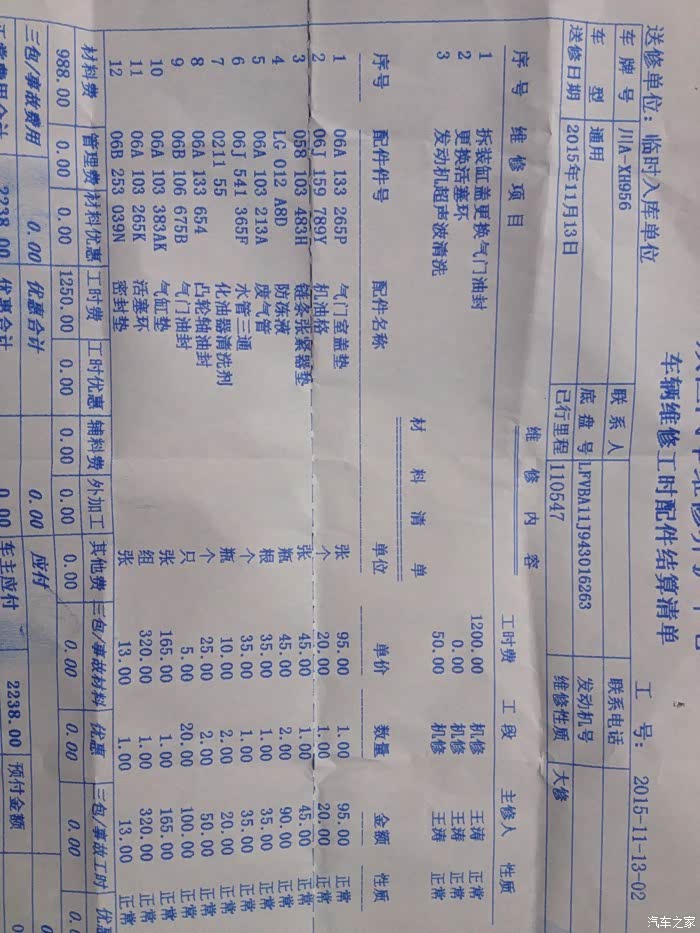 车辆维修工时配件结算清单
工 号: 2015-11-13-02
送修单位: 临时入库单位
车牌号 川A-XH956 联系人 联系电话
车 型 通用 底盘号 LFVBA11J943016263 发动机号
送修日期 2015年11月13日 已行里程 110547 维修性质 大修
维 修 内 容
序号 维修项目 工时费 工段 主修人 性质
1 拆装缸盖更换气门油封 1200.00 机修 王涛 正常
2 更换活塞环 0.00 机修 王涛 正常
3 发动机超声波清洗 50.00 机修 王涛 正常
材 料 清 单
序号 配件件号 配件名称 单位 单价 数量 金额 性质
1 06A 133 265P 气门室盖垫 张 95.00 1.00 95.00 正常
2 06J 159 789Y 机油格 个 20.00 1.00 20.00 正常
3 058 103 483H 链条张紧器垫 张 45.00 1.00 45.00 正常
4 LG 012 A8D 防冻液 瓶 45.00 2.00 90.00 正常
5 06A 103 213A 废气管 根 35.00 1.00 35.00 正常
6 06J 541 365F 水管三通 个 35.00 1.00 35.00 正常
7 0211 55 化油器清洗剂 瓶 10.00 2.00 20.00 正常
8 06A 133 654 凸轮轴油封 个 25.00 2.00 50.00 正常
9 06B 106 675B 气门油封 只 5.00 20.00 100.00 正常
10 06A 103 383AK 气缸垫 张 165.00 1.00 165.00 正常
11 06A 103 265K 活塞环 组 320.00 1.00 320.00 正常
12 06B 253 039N 密封垫 张 13.00 1.00 13.00 正常
材料费 管理费 材料优惠 工时费 工时优惠 辅料费 外加工 其他费 三包/事故材料 优惠 三包/事故工时 优惠
988.00 0.00 0.00 1250.00 0.00 0.00 0.00 0.00 0.00 0.00 0.00
三包/事故费用 0.00 优惠合计 0.00 应付 0.00
正常费用合计 2238.00 优惠合计 0.00 车主应付 2238.00 预付金额
汽车之家